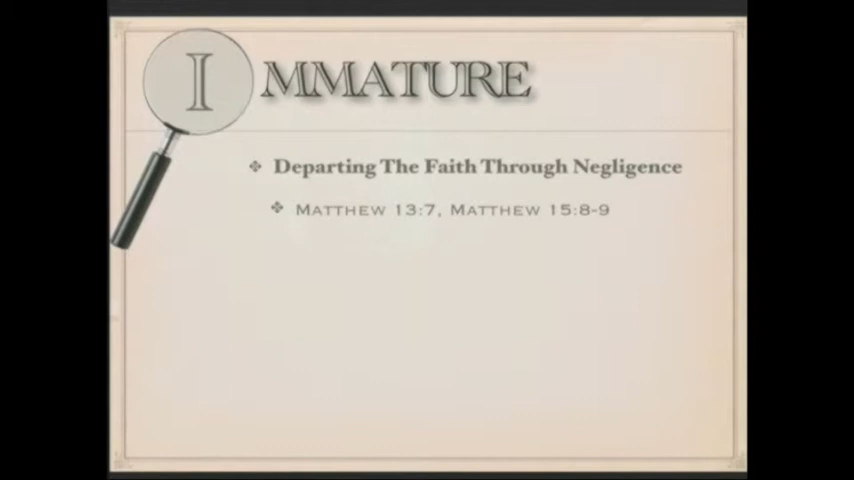 IMMATURE
Departing The Faith Through Negligence
MATTHEW 13:7, MATTHEW 15:8-9